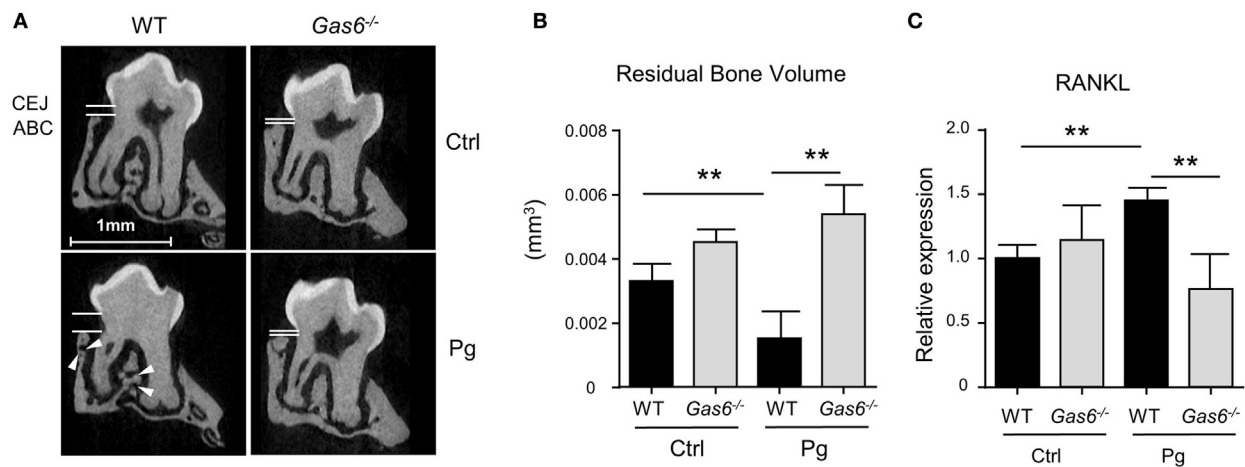 A
WT
Gas6-/-
CEJ
ABC
Ctrl
1mm
Pg
B
Residual Bone Volume
(mm3)
0.008
0.006
0.004
0.002
0
**
**
WT
Gas6-/-
WT
Gas6-/-
Ctrl
Pg
C
RANKL
Relative expression
2.0
1.5
1.0
0.5
0
**
**
WT
Gas6-/-
WT
Gas6-/-
Ctrl
Pg